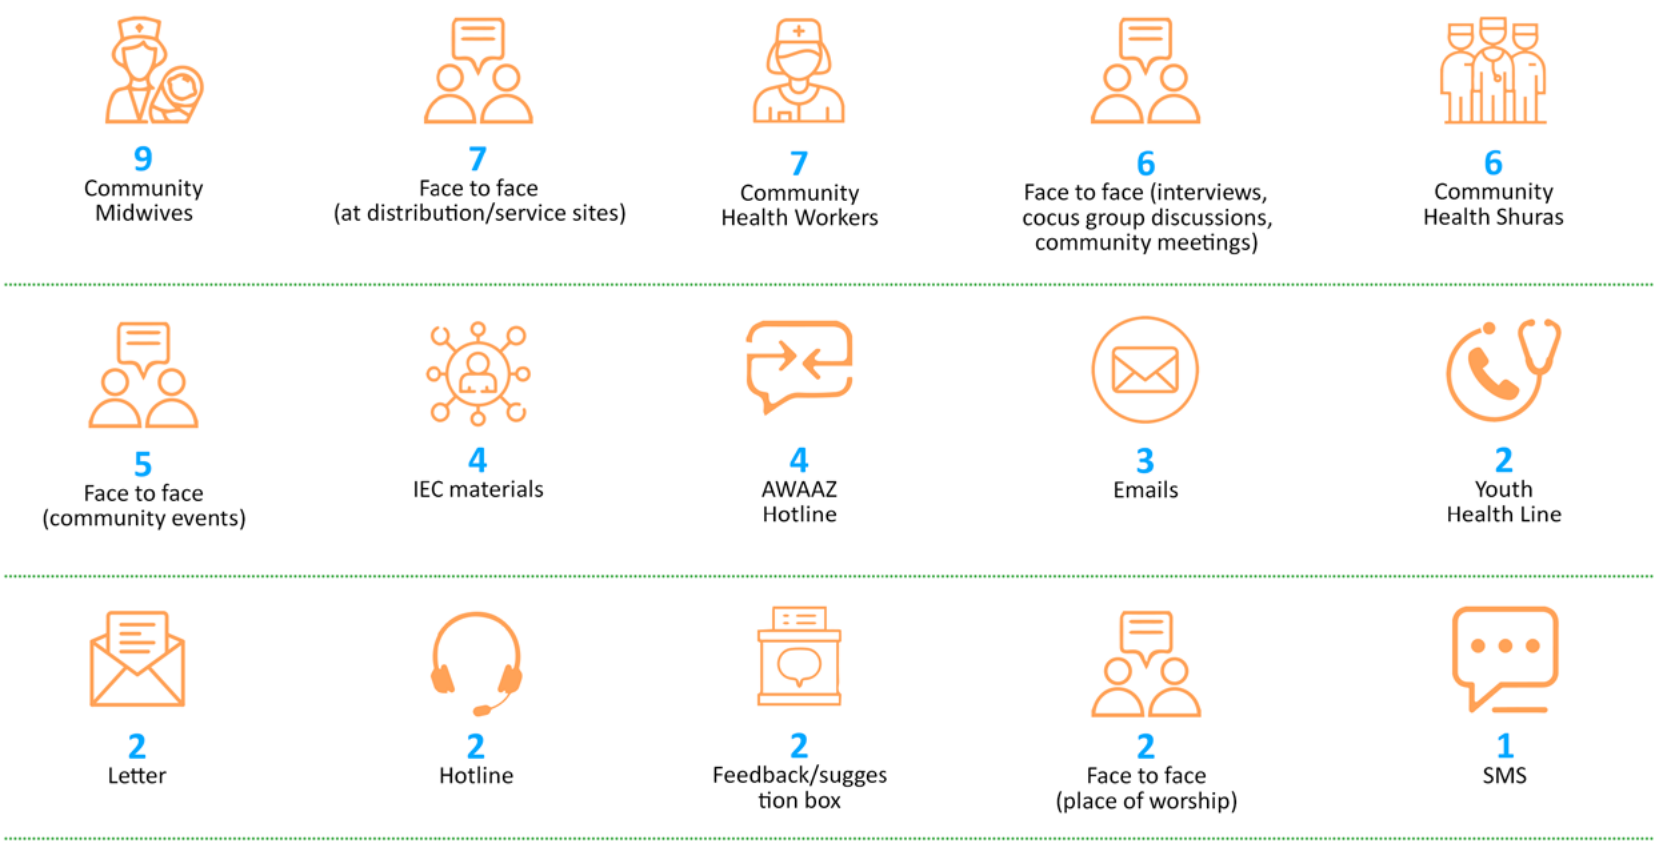 9
Community
Midwives
7
Face to face
(at distribution/service sites)
7
Community
Health Workers
6
Face to face (interviews,
cocus group discussions,
community meetings)
6
Community
Health Shuras
5
Face to face
(community events)
4
IEC materials
4
AWAAZ
Hotline
3
Emails
2
Youth
Health Line
2
Letter
2
Hotline
2
Feedback/sugges
tion box
2
Face to face
(place of worship)
1
SMS